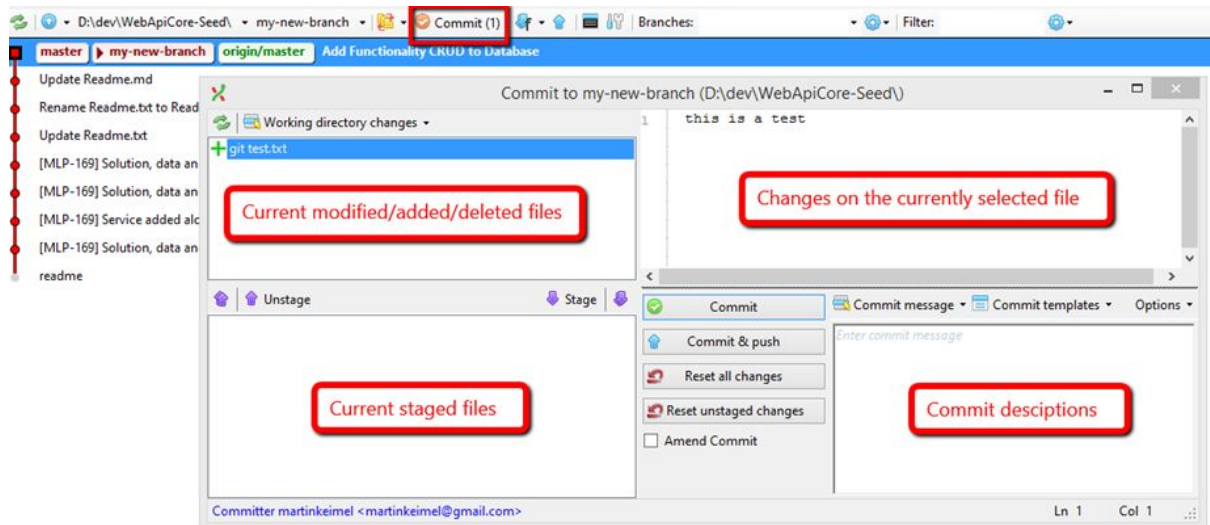 D:\dev\WebApiCore-Seed\ my-new-branch Commit (1) Branches: Filter:
master my-new-branch origin/master Add Functionality CRUD to Database
Update Readme.md
Rename Readme.txt to Read
Update Readme.txt
[MLP-169] Solution, data an
[MLP-169] Solution, data an
[MLP-169] Service added alc
[MLP-169] Solution, data an
readme
Commit to my-new-branch (D:\dev\WebApiCore-Seed\)
Working directory changes
git test.txt
Current modified/added/deleted files
1 this is a test
Changes on the currently selected file
Unstage Stage
Current staged files
Commit
Commit & push
Reset all changes
Reset unstaged changes
Amend Commit
Commit message Commit templates Options
Enter commit message
Commit desciptions
Committer martinkeimel <martinkeimel@gmail.com> Ln 1 Col 1